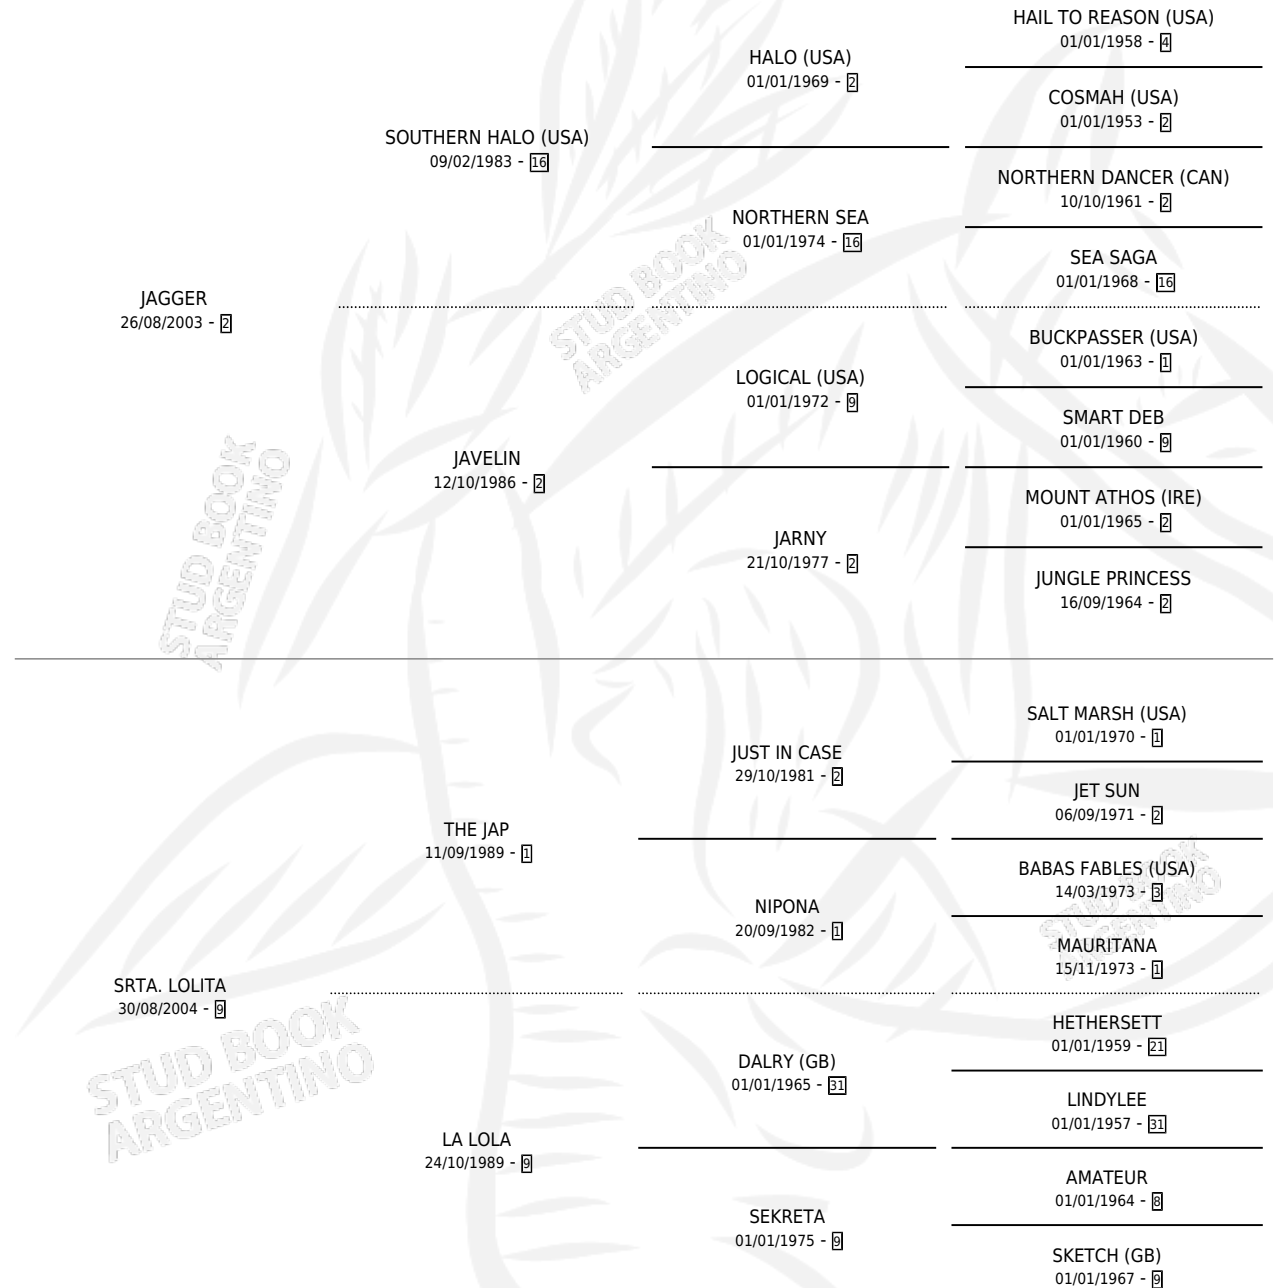 HAIL TO REASON (USA)
01/01/1958 - 4
HALO (USA)
01/01/1969 - 2
COSMAH (USA)
01/01/1953 - 2
SOUTHERN HALO (USA)
09/02/1983 - 16
NORTHERN DANCER (CAN)
10/10/1961 - 2
NORTHERN SEA
01/01/1974 - 16
SEA SAGA
01/01/1968 - 16
JAGGER
26/08/2003 - 2
STUD BOOK
ARGENTINO
BUCKPASSER (USA)
01/01/1963 - 1
LOGICAL (USA)
01/01/1972 - 9
SMART DEB
01/01/1960 - 9
JAVELIN
12/10/1986 - 2
MOUNT ATHOS (IRE)
01/01/1965 - 2
JARNY
21/10/1977 - 2
JUNGLE PRINCESS
16/09/1964 - 2
STUD BOOK
ARGENTINO
SALT MARSH (USA)
01/01/1970 - 1
JUST IN CASE
29/10/1981 - 2
JET SUN
06/09/1971 - 2
THE JAP
11/09/1989 - 1
BABAS FABLES (USA)
14/03/1973 - 3
NIPONA
20/09/1982 - 1
MAURITANA
15/11/1973 - 1
STUD BOOK
ARGENTINO
SRTA. LOLITA
30/08/2004 - 9
HETHERSETT
01/01/1959 - 21
DALRY (GB)
01/01/1965 - 31
LINDYLEE
01/01/1957 - 31
STUD BOOK
ARGENTINO
LA LOLA
24/10/1989 - 9
AMATEUR
01/01/1964 - 8
SEKRETA
01/01/1975 - 9
SKETCH (GB)
01/01/1967 - 9